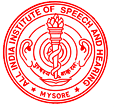 ALL INDIA INSTITUTE OF SPEECH AND HEARING
MYSORE